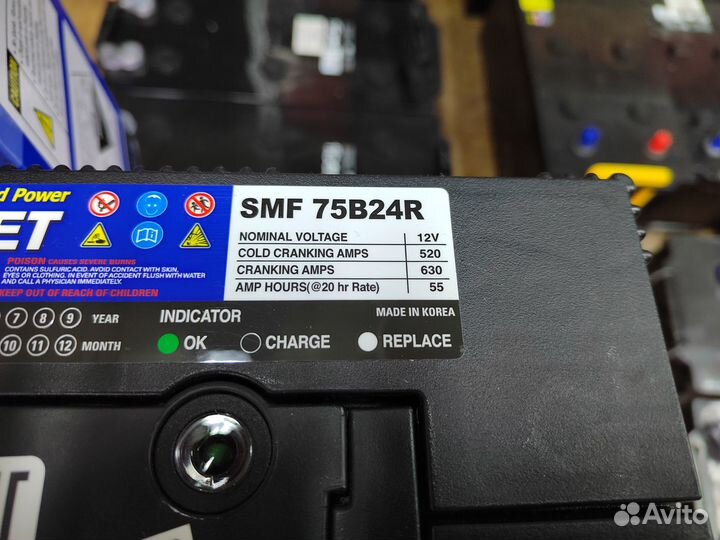 d Power
ET
SMF 75B24R
NOMINAL VOLTAGE 12V
COLD CRANKING AMPS 520
CRANKING AMPS 630
AMP HOURS(@20 hr Rate) 55
POISON CAUSES SEVERE BURNS
CONTAINS SULFURIC ACID. AVOID CONTACT WITH SKIN,
EYES OR CLOTHING. IN EVENT OF ACCIDENT FLUSH WITH WATER
AND CALL A PHYSICIAN IMMEDIATELY.
KEEP OUT OF REACH OF CHILDREN
MADE IN KOREA
7 8 9 YEAR
10 11 12 MONTH
INDICATOR
OK CHARGE REPLACE
Avito